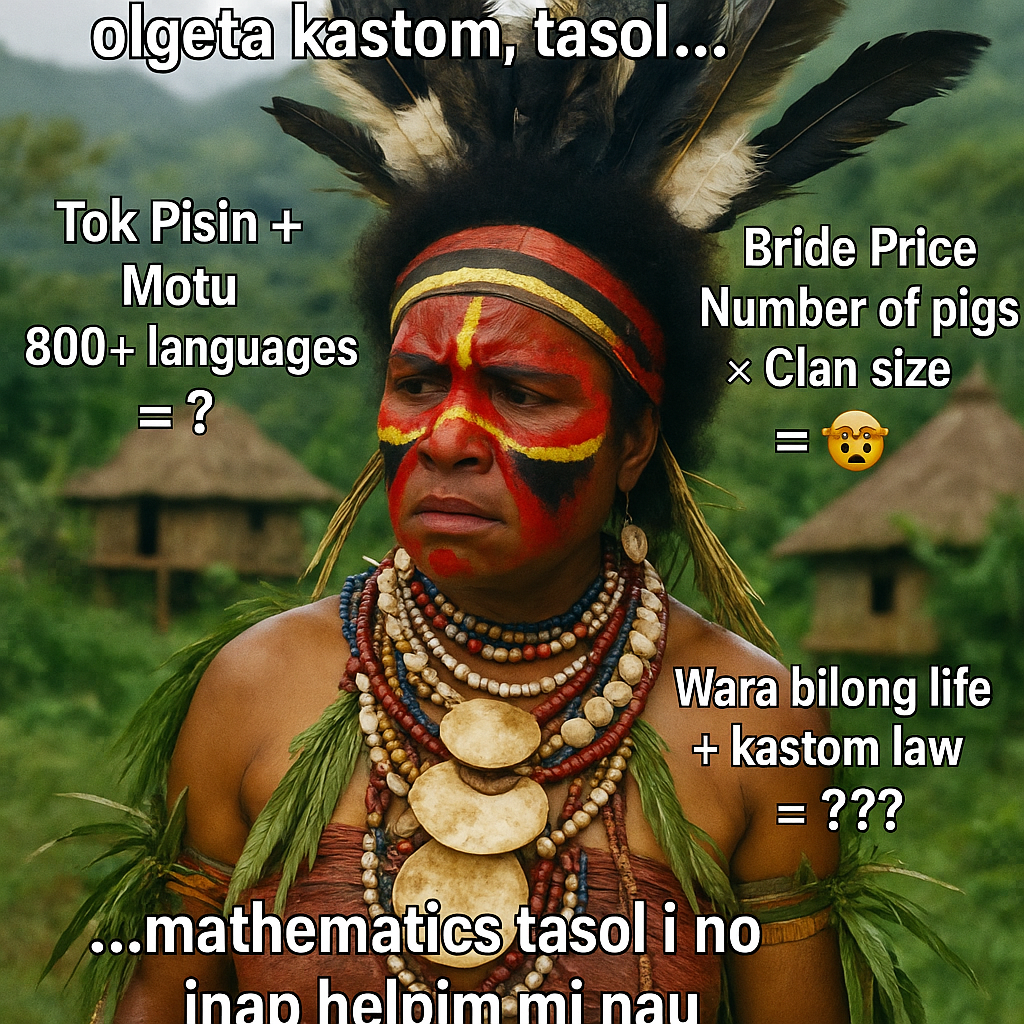 olgeta kastom, tasol...
Tok Pisin +
Motu
800+ languages
= ?
Bride Price
Number of pigs
× Clan size
= 😲
Wara bilong life
+ kastom law
= ???
...mathematics tasol i no
inap helpim mi nau